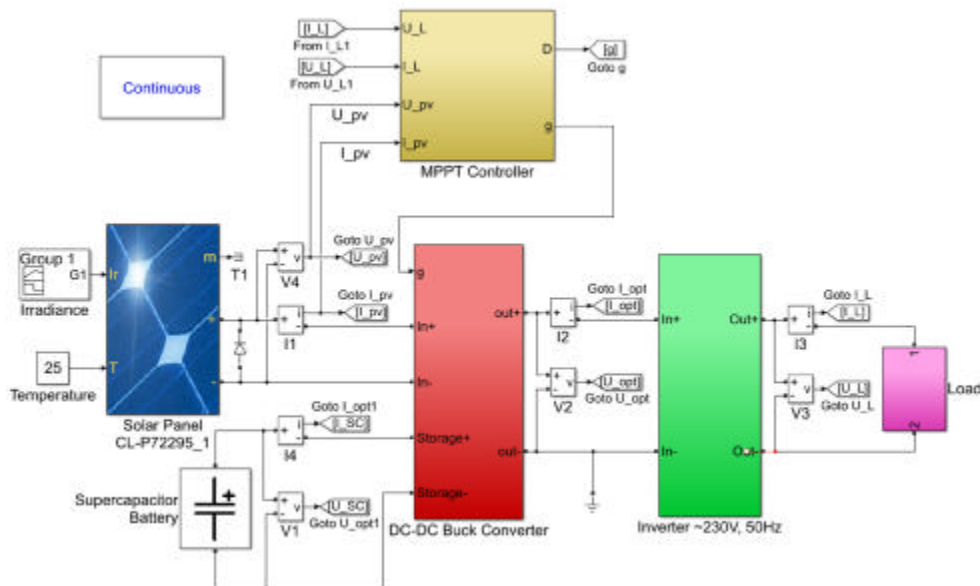 [I_L]
From I_L1
[U_L]
From U_L1
U_L
I_L
U_pv
I_pv
D
g
[g]
Goto g
MPPT Controller
U_pv
I_pv
Continuous
Group 1
G1
Irradiance
25
Temperature
Ir
T
m
+
-
Solar Panel
CL-P72295_1
T1
+
-
v
V4
Goto U_pv
[U_pv]
+
-
i
I1
Goto I_pv
[I_pv]
+
-
i
I4
Goto I_opt1
[I_SC]
+
-
v
V1
[U_SC]
Goto U_opt1
Supercapacitor
Battery
+
g
In+
In-
Storage+
Storage-
out+
out-
DC-DC Buck Converter
+
-
i
I2
Goto I_opt
[I_opt]
+
-
v
V2
[U_opt]
Goto U_opt
In+
In-
Out+
Out-
Inverter ~230V, 50Hz
+
-
i
I3
Goto I_L
[I_L]
+
-
v
V3
[U_L]
Goto U_L
1
2
Load